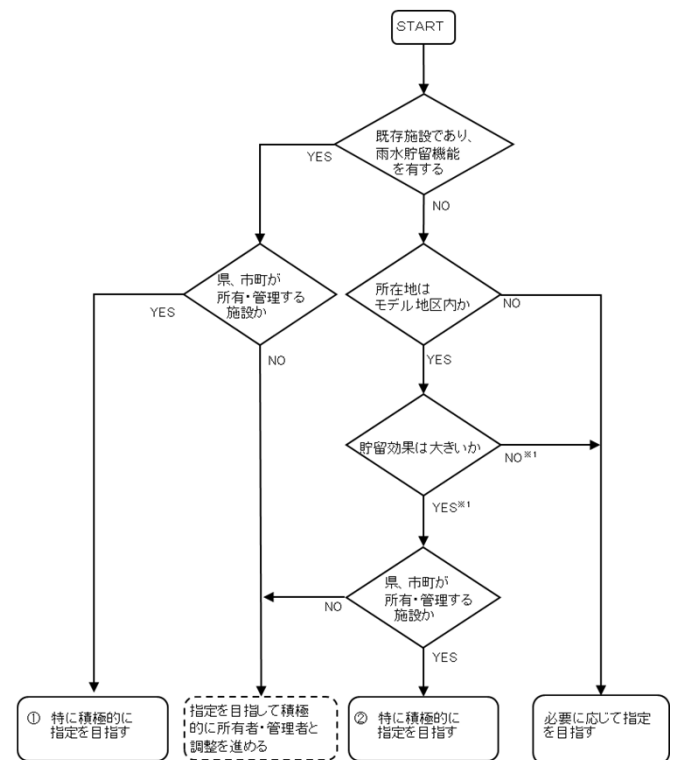 START
既存施設であり、
雨水貯留機能
を有する
YES
NO
県、市町が
所有・管理する
施設か
所在地は
モデル地区内か
YES
NO
NO
YES
貯留効果は大きいか
NO※1
YES※1
県、市町が
所有・管理する
施設か
NO
YES
① 特に積極的に
指定を目指す
指定を目指して積極
的に所有者・管理者と
調整を進める
② 特に積極的に
指定を目指す
必要に応じて指定
を目指す